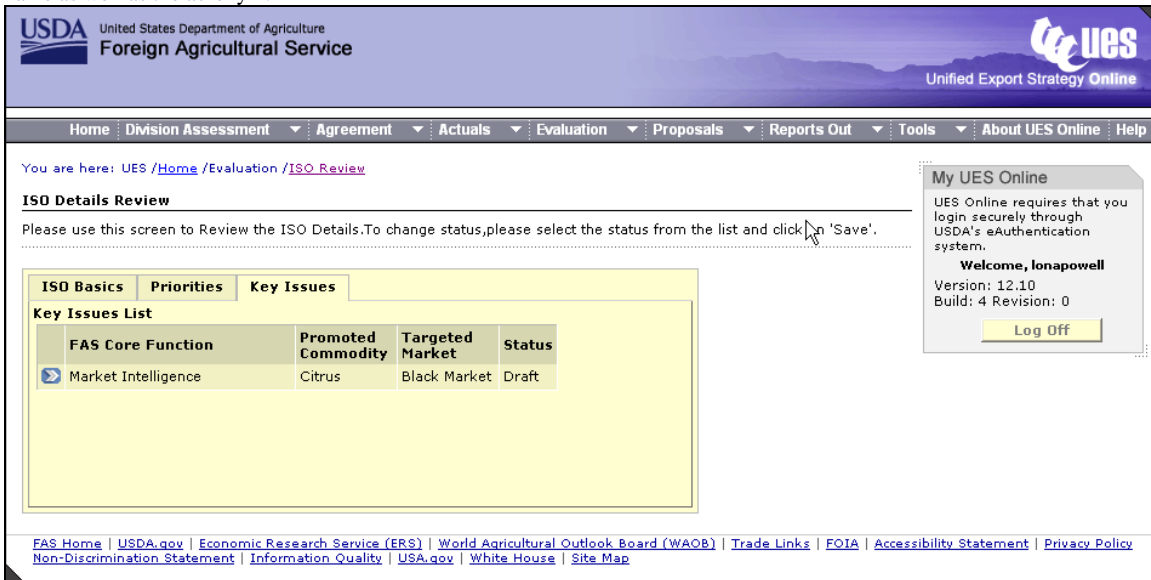 USDA United States Department of Agriculture
Foreign Agricultural Service
ues
Unified Export Strategy Online
Home Division Assessment Agreement Actuals Evaluation Proposals Reports Out Tools About UES Online Help
You are here: UES /Home /Evaluation /ISO Review
ISO Details Review
Please use this screen to Review the ISO Details.To change status,please select the status from the list and click on 'Save'.
ISO Basics Priorities Key Issues
Key Issues List
FAS Core Function Promoted Commodity Targeted Market Status
Market Intelligence Citrus Black Market Draft
My UES Online
UES Online requires that you
login securely through
USDA's eAuthentication
system.
Welcome, lonapowell
Version: 12.10
Build: 4 Revision: 0
Log Off
FAS Home | USDA.gov | Economic Research Service (ERS) | World Agricultural Outlook Board (WAOB) | Trade Links | FOIA | Accessibility Statement | Privacy Policy
Non-Discrimination Statement | Information Quality | USA.gov | White House | Site Map